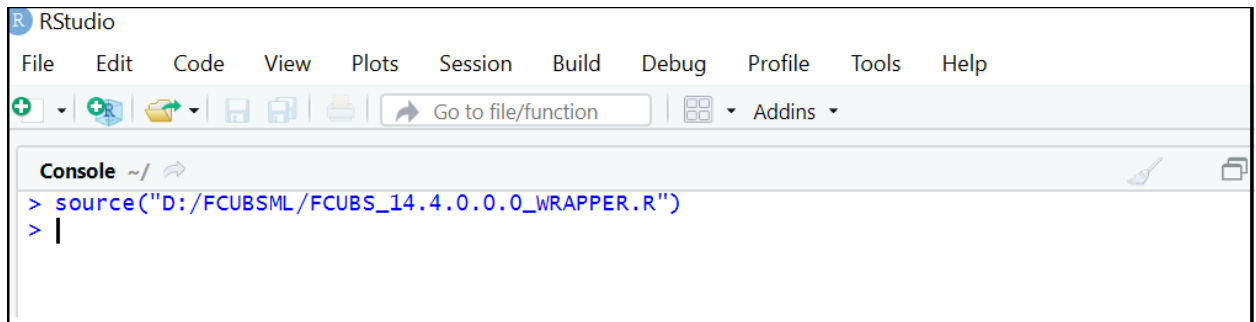 R RStudio
File Edit Code View Plots Session Build Debug Profile Tools Help
R Go to file/function Addins
Console ~/
> source("D:/FCUBSML/FCUBS_14.4.0.0.0_WRAPPER.R")
>